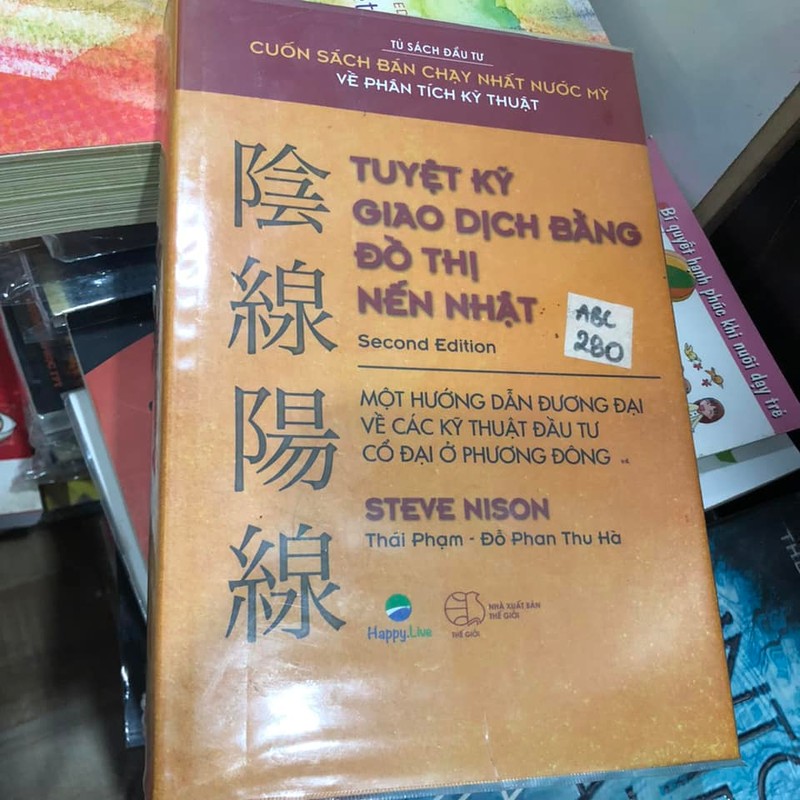 TỦ SÁCH ĐẦU TƯ
CUỐN SÁCH BÁN CHẠY NHẤT NƯỚC MỸ
VỀ PHÂN TÍCH KỸ THUẬT
陰
線
陽
線
TUYỆT KỸ
GIAO DỊCH BẰNG
ĐỒ THỊ
NẾN NHẬT
ABC
280
Second Edition
MỘT HƯỚNG DẪN ĐƯƠNG ĐẠI
VỀ CÁC KỸ THUẬT ĐẦU TƯ
CỔ ĐẠI Ở PHƯƠNG ĐÔNG
STEVE NISON
Thái Phạm - Đỗ Phan Thu Hà
Happy.Live
NHÀ XUẤT BẢN
THẾ GIỚI
THẾ GIỚI
Bí quyết hạnh phúc khi nuôi dạy trẻ